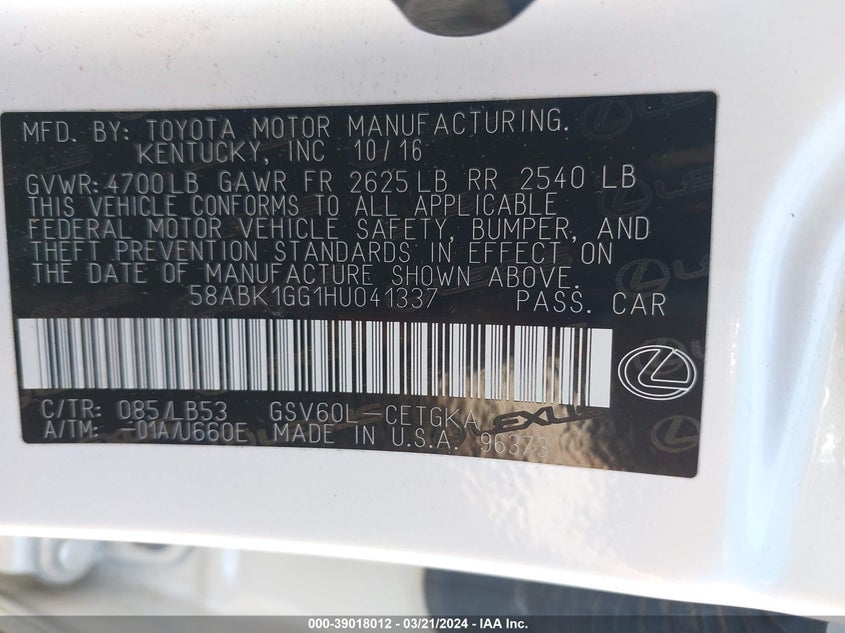 MFD. BY: TOYOTA MOTOR MANUFACTURING.
KENTUCKY, INC 10/16
GVWR: 4700LB GAWR FR 2625LB RR 2540 LB
THIS VEHICLE CONFORMS TO ALL APPLICABLE
FEDERAL MOTOR VEHICLE SAFETY, BUMPER, AND
THEFT PREVENTION STANDARDS IN EFFECT ON
THE DATE OF MANUFACTURE SHOWN ABOVE.
58ABK1GG1HU041337 PASS. CAR
C/TR: 085/LB53 GSV60L-CETGKA
A/TM: -01A/U660E MADE IN U.S.A. 96373
LEXUS
000-39018012 - 03/21/2024 - IAA Inc.